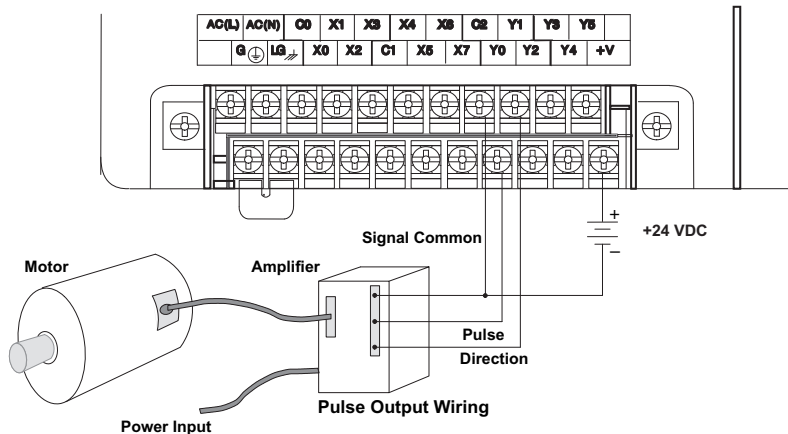 AC(L) AC(N) C0 X1 X3 X4 X6 C2 Y1 Y3 Y5
G LG X0 X2 C1 X5 X7 Y0 Y2 Y4 +V
+
+24 VDC
–
Signal Common
Motor
Amplifier
Pulse
Direction
Pulse Output Wiring
Power Input